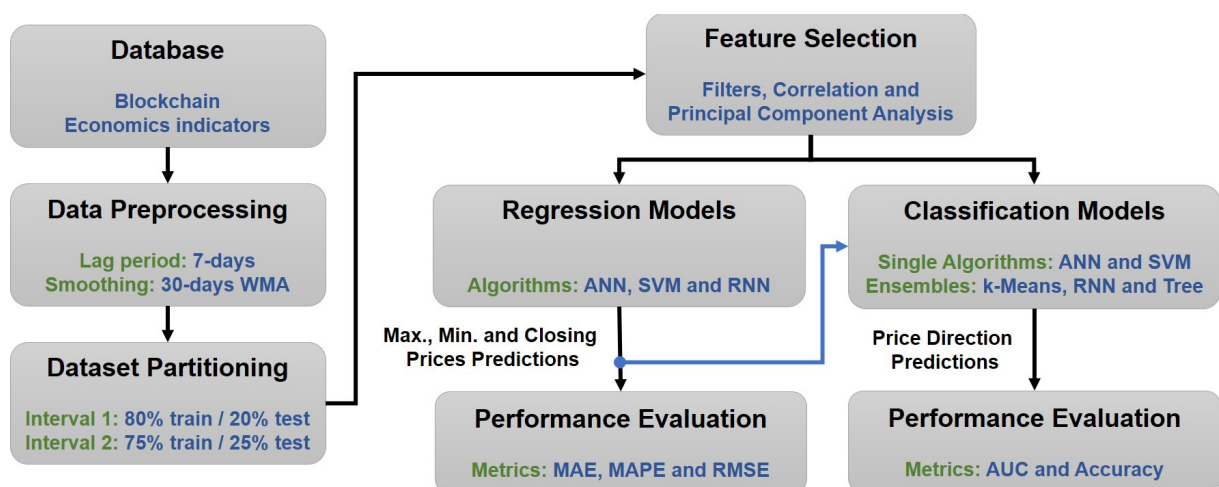 Database
Blockchain
Economics indicators
Data Preprocessing
Lag period: 7-days
Smoothing: 30-days WMA
Dataset Partitioning
Interval 1: 80% train / 20% test
Interval 2: 75% train / 25% test
Feature Selection
Filters, Correlation and
Principal Component Analysis
Regression Models
Algorithms: ANN, SVM and RNN
Max., Min. and Closing
Prices Predictions
Performance Evaluation
Metrics: MAE, MAPE and RMSE
Classification Models
Single Algorithms: ANN and SVM
Ensembles: k-Means, RNN and Tree
Price Direction
Predictions
Performance Evaluation
Metrics: AUC and Accuracy